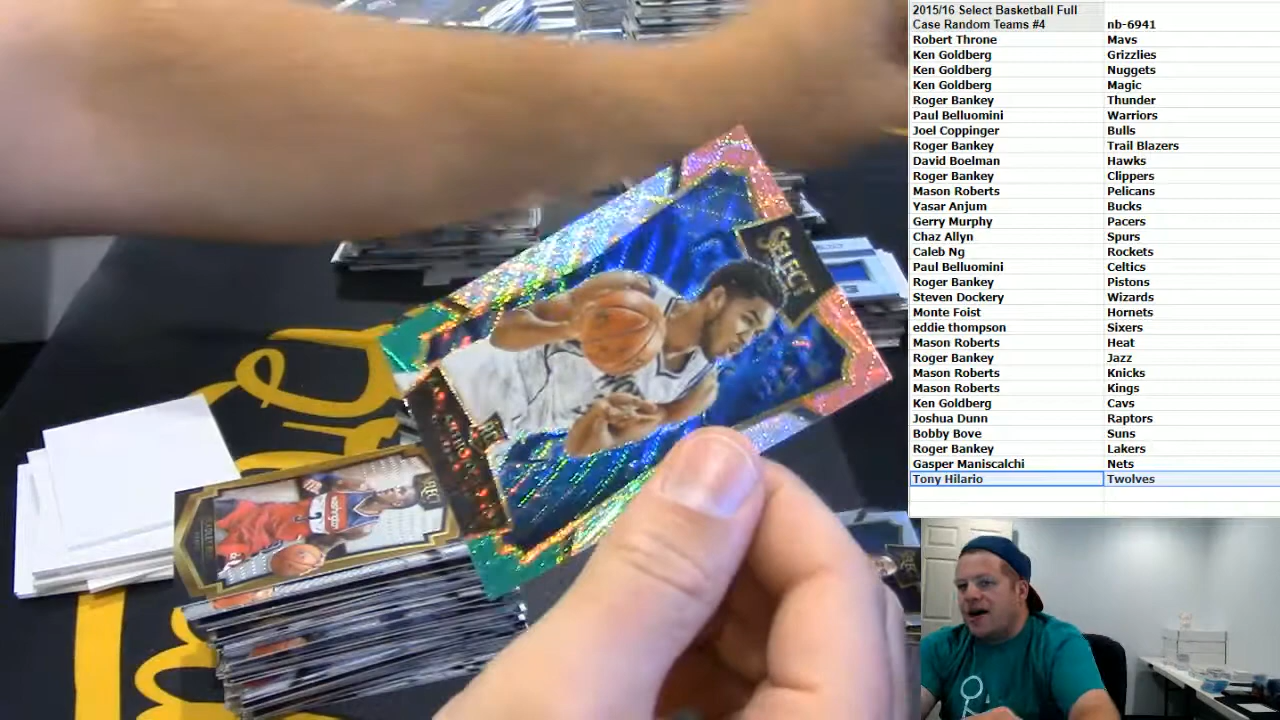 2015/16 Select Basketball Full
Case Random Teams #4 nb-6941
Robert Throne Mavs
Ken Goldberg Grizzlies
Ken Goldberg Nuggets
Ken Goldberg Magic
Roger Bankey Thunder
Paul Belluomini Warriors
Joel Coppinger Bulls
Roger Bankey Trail Blazers
David Boelman Hawks
Roger Bankey Clippers
Mason Roberts Pelicans
Yasar Anjum Bucks
Gerry Murphy Pacers
Chaz Allyn Spurs
Caleb Ng Rockets
Paul Belluomini Celtics
Roger Bankey Pistons
Steven Dockery Wizards
Monte Foist Hornets
eddie thompson Sixers
Mason Roberts Heat
Roger Bankey Jazz
Mason Roberts Knicks
Mason Roberts Kings
Ken Goldberg Cavs
Joshua Dunn Raptors
Bobby Bove Suns
Roger Bankey Lakers
Gasper Maniscalchi Nets
Tony Hilario Twolves
SELECT
SELECT